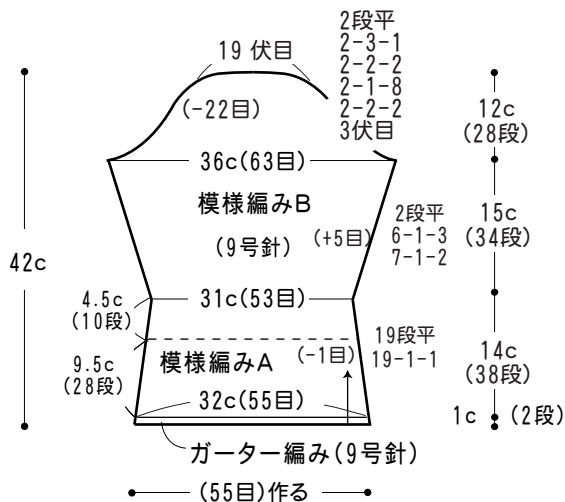 2段平
2-3-1
2-2-2
2-1-8
2-2-2
3伏目
19 伏目
(-22目)
12c
(28段)
36c(63目)
模様編みB
(9号針)
(+5目)
2段平
6-1-3
7-1-2
15c
(34段)
42c
31c(53目)
4.5c
(10段)
19段平
19-1-1
模様編みA
(-1目)
14c
(38段)
9.5c
(28段)
32c(55目)
1c (2段)
ガーター編み(9号針)
(55目)作る